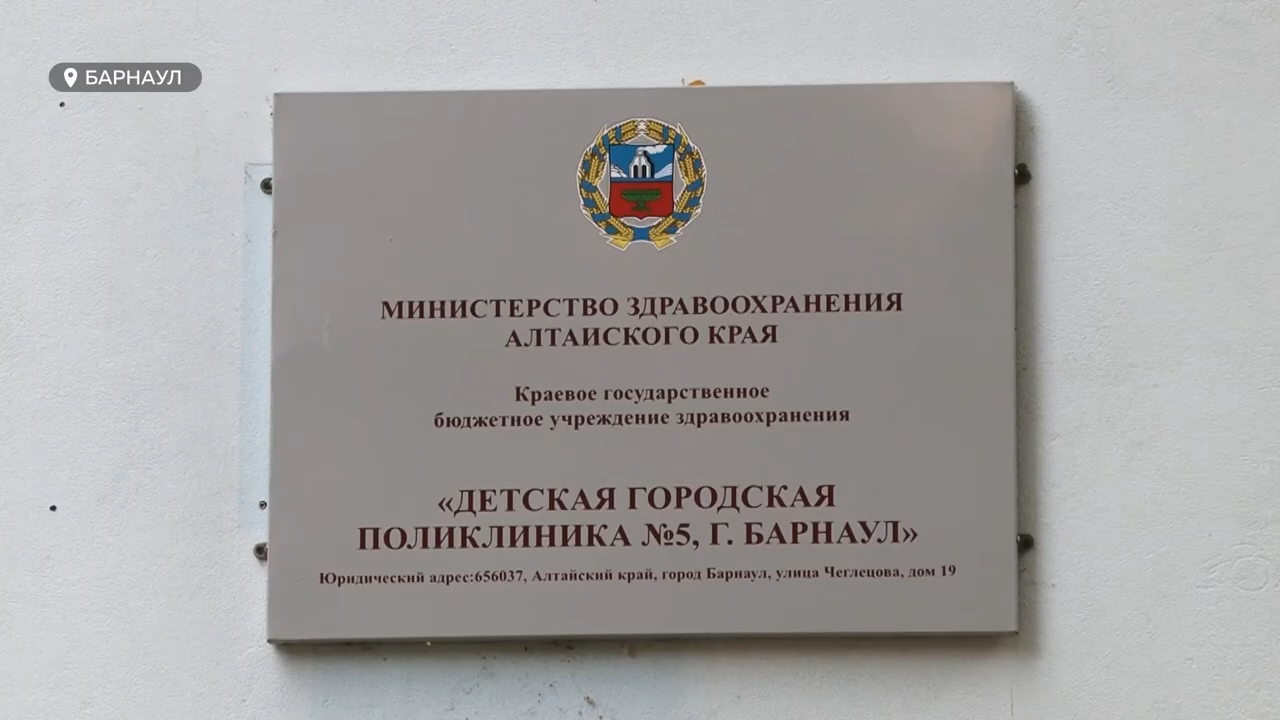 БАРНАУЛ
МИНИСТЕРСТВО ЗДРАВООХРАНЕНИЯ
АЛТАЙСКОГО КРАЯ
Краевое государственное
бюджетное учреждение здравоохранения
«ДЕТСКАЯ ГОРОДСКАЯ
ПОЛИКЛИНИКА №5, Г. БАРНАУЛ»
Юридический адрес:656037, Алтайский край, город Барнаул, улица Чеглецова, дом 19